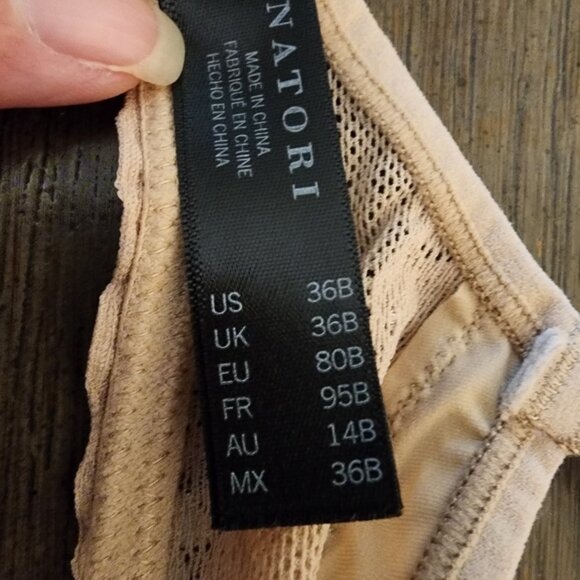 NATORI
MADE IN CHINA
FABRIQUÉ EN CHINE
HECHO EN CHINA
US 36B
UK 36B
EU 80B
FR 95B
AU 14B
MX 36B